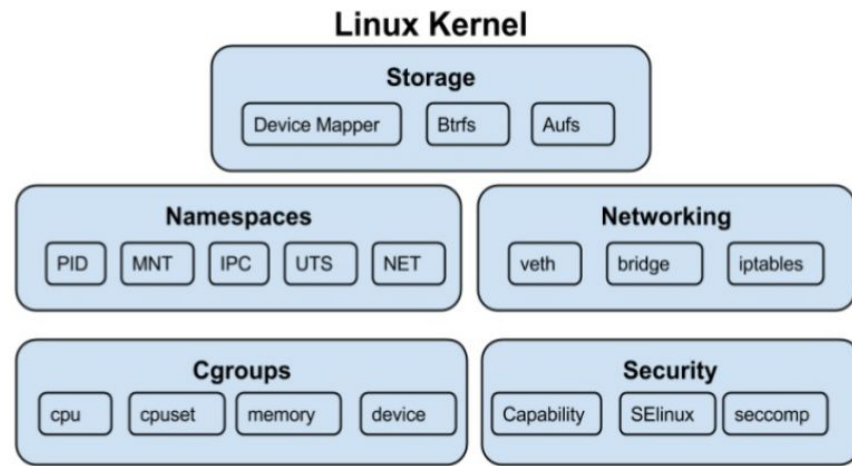 Linux Kernel
Storage
Device Mapper Btrfs Aufs
Namespaces
PID MNT IPC UTS NET
Networking
veth bridge iptables
Cgroups
cpu cpuset memory device
Security
Capability SElinux seccomp